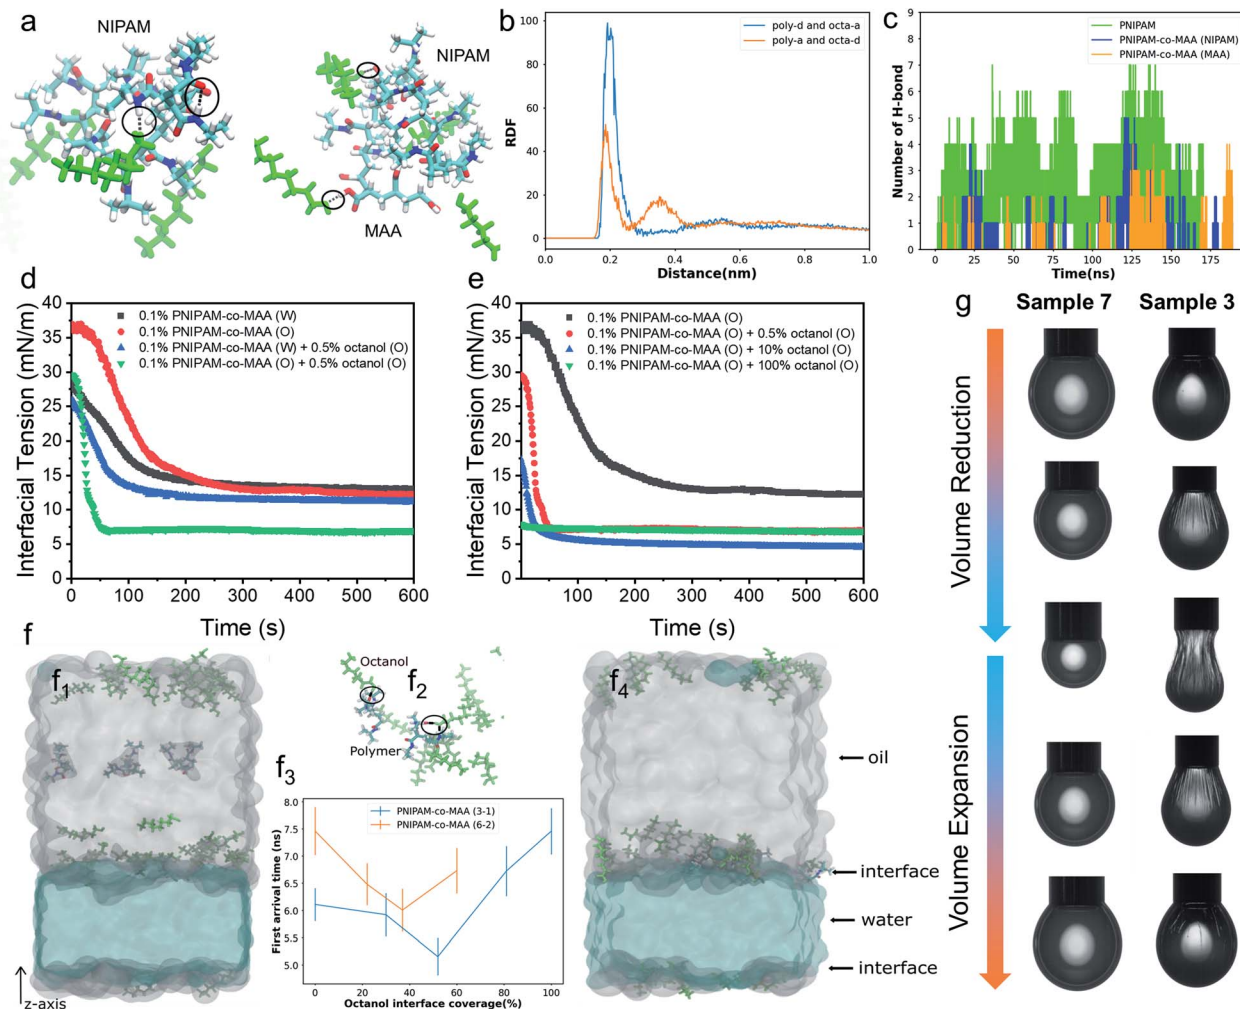 a
NIPAM
NIPAM
MAA
b
poly-d and octa-a
poly-a and octa-d
RDF
100
80
60
40
20
0
0.0 0.2 0.4 0.6 0.8 1.0
Distance(nm)
c
PNIPAM
PNIPAM-co-MAA (NIPAM)
PNIPAM-co-MAA (MAA)
Number of H-bond
9
8
7
6
5
4
3
2
1
0
0 25 50 75 100 125 150 175
Time(ns)
d
0.1% PNIPAM-co-MAA (W)
0.1% PNIPAM-co-MAA (O)
0.1% PNIPAM-co-MAA (W) + 0.5% octanol (O)
0.1% PNIPAM-co-MAA (O) + 0.5% octanol (O)
Interfacial Tension (mN/m)
40
35
30
25
20
15
10
5
0
0 100 200 300 400 500 600
Time (s)
e
0.1% PNIPAM-co-MAA (O)
0.1% PNIPAM-co-MAA (O) + 0.5% octanol (O)
0.1% PNIPAM-co-MAA (O) + 10% octanol (O)
0.1% PNIPAM-co-MAA (O) + 100% octanol (O)
Interfacial Tension (mN/m)
40
35
30
25
20
15
10
5
0
100 200 300 400 500 600
Time (s)
f
f1
z-axis
Octanol
f2
Polymer
f3
PNIPAM-co-MAA (3-1)
PNIPAM-co-MAA (6-2)
First arrival time (ns)
8.0
7.5
7.0
6.5
6.0
5.5
5.0
0 20 40 60 80 100
Octanol interface coverage(%)
f4
oil
interface
water
interface
g
Sample 7 Sample 3
Volume Reduction
Volume Expansion